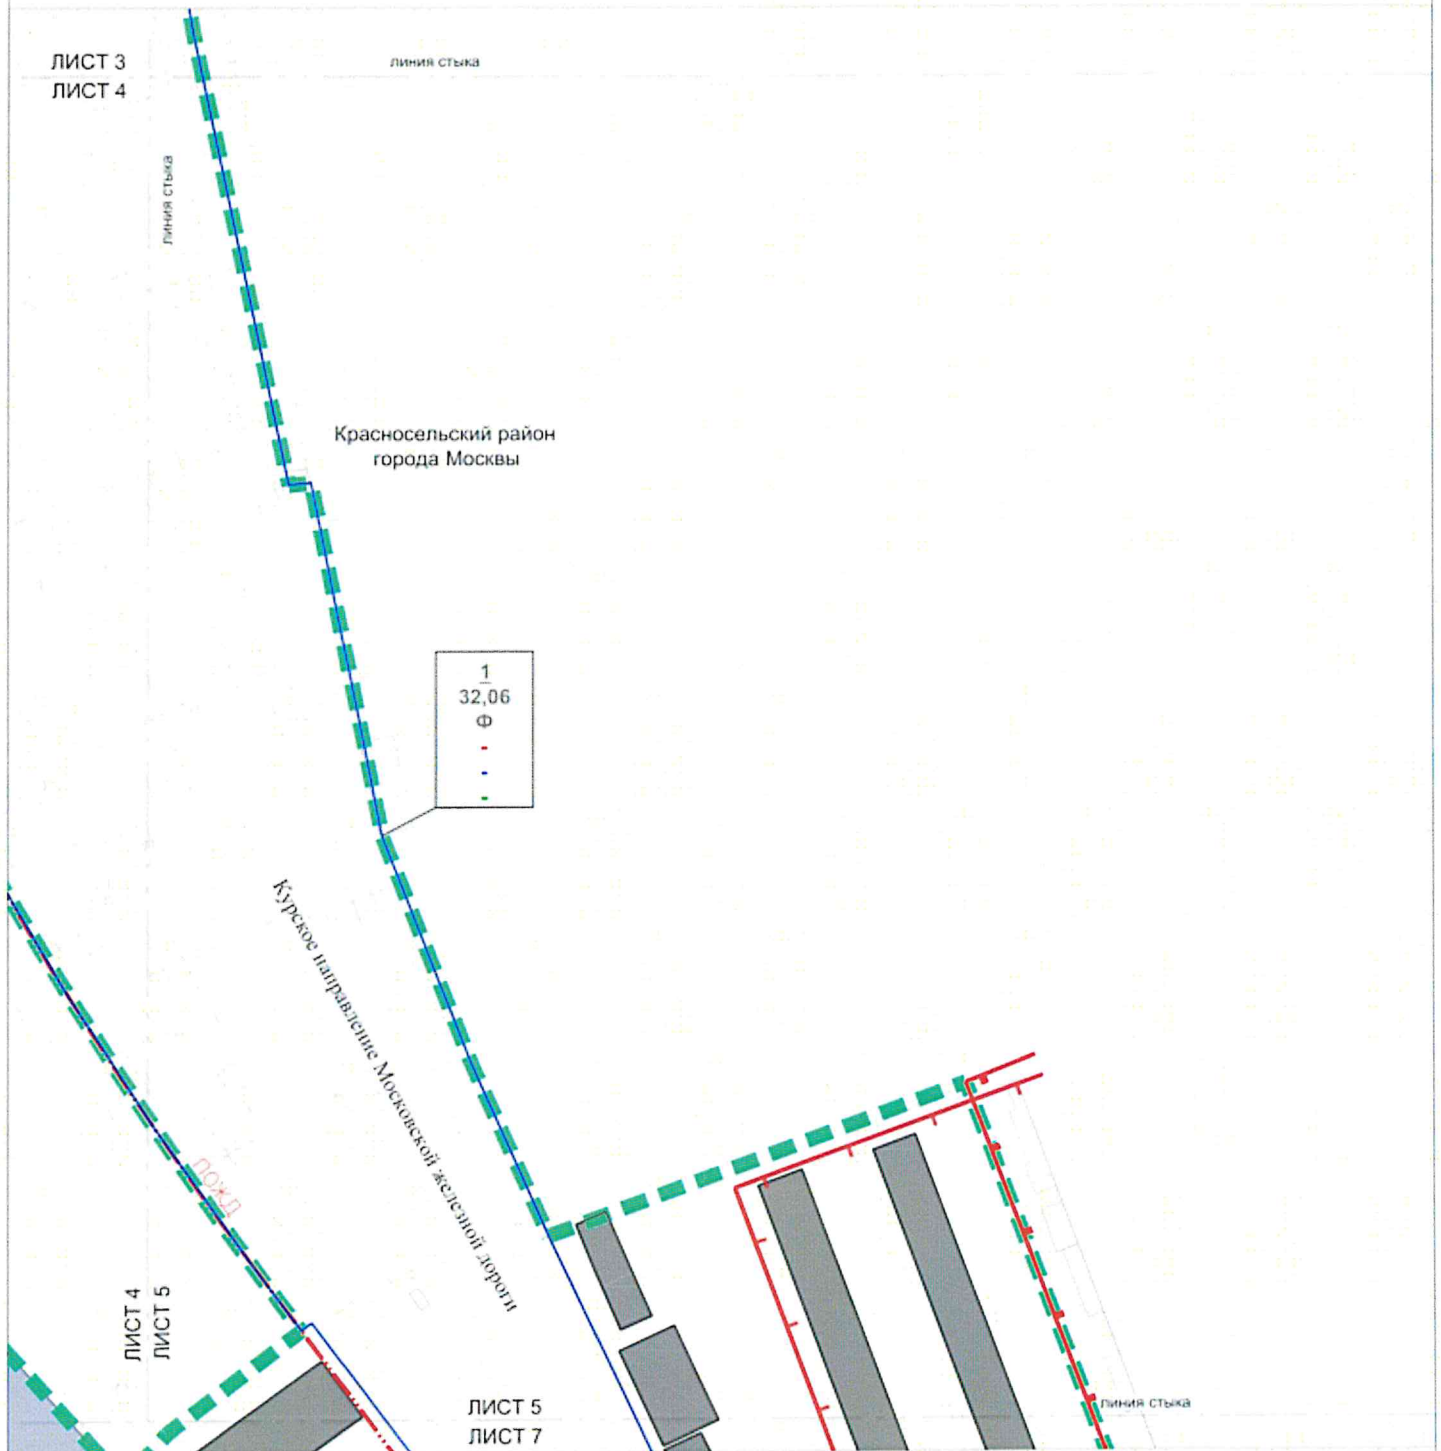 ЛИСТ 3
ЛИСТ 4
линия стыка
линия стыка
Красносельский район
города Москвы
1
32,06
Ф
-
-
-
Курское направление Московской железной дороги
ПОЖД
ЛИСТ 4
ЛИСТ 5
ЛИСТ 5
ЛИСТ 7
линия стыка